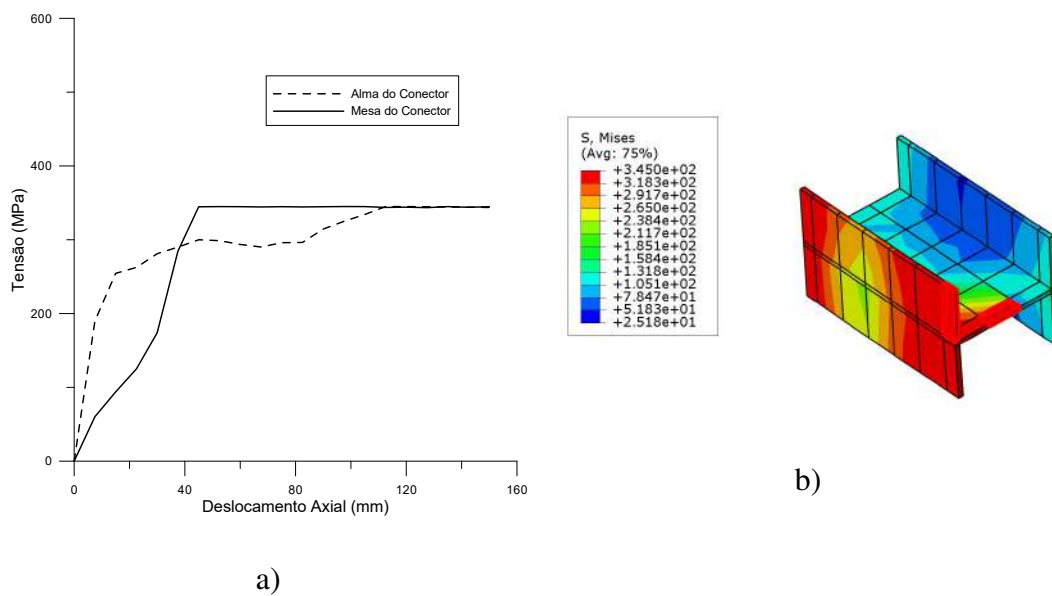 600
400
200
0
Tensão (MPa)
0
40
80
120
160
Deslocamento Axial (mm)
Alma do Conector
Mesa do Conector
a)
S, Mises
(Avg: 75%)
+3.450e+02
+3.183e+02
+2.917e+02
+2.650e+02
+2.384e+02
+2.117e+02
+1.851e+02
+1.584e+02
+1.318e+02
+1.051e+02
+7.847e+01
+5.183e+01
+2.518e+01
b)